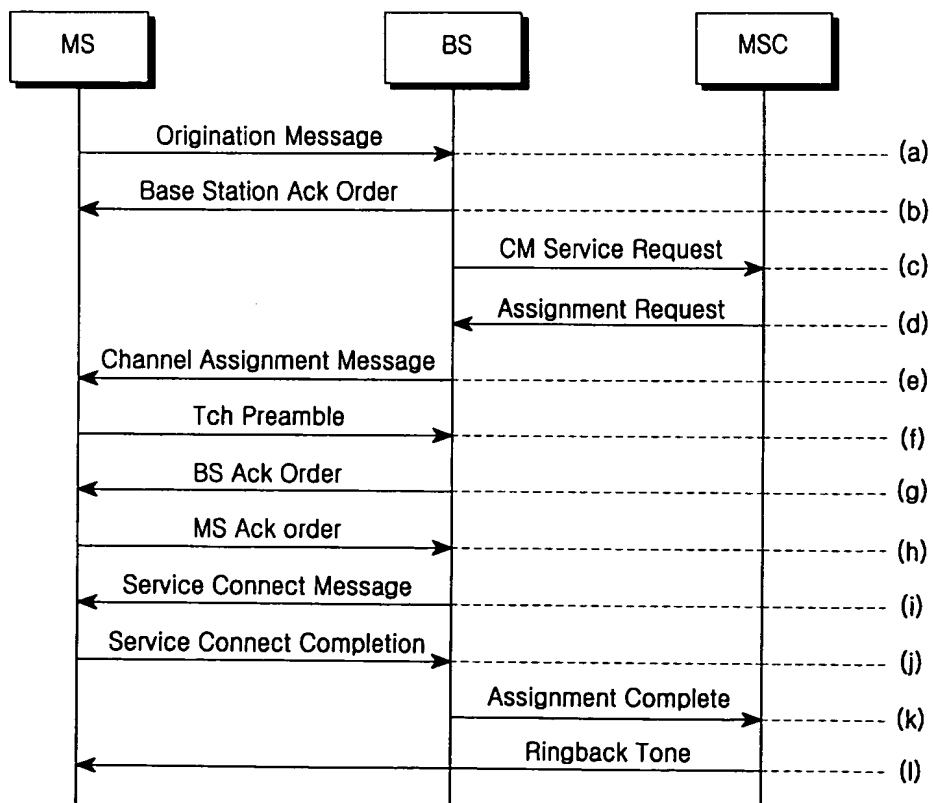 MS BS MSC
Origination Message (a)
Base Station Ack Order (b)
CM Service Request (c)
Assignment Request (d)
Channel Assignment Message (e)
Tch Preamble (f)
BS Ack Order (g)
MS Ack order (h)
Service Connect Message (i)
Service Connect Completion (j)
Assignment Complete (k)
Ringback Tone (l)